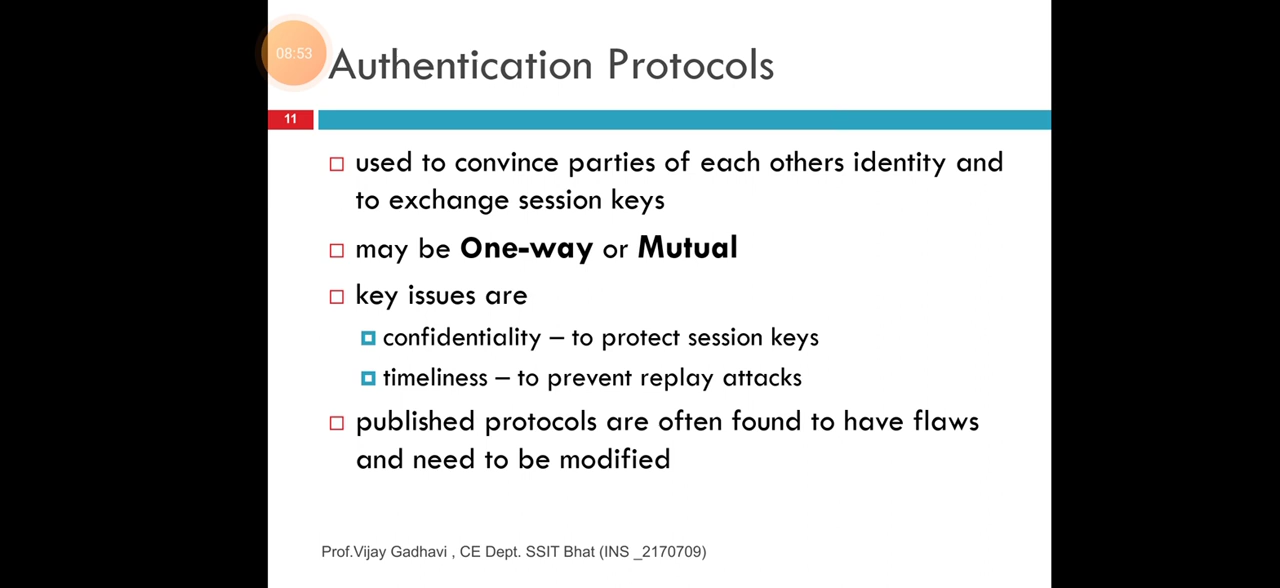 08:53
Authentication Protocols
11
used to convince parties of each others identity and
to exchange session keys
may be One-way or Mutual
key issues are
confidentiality – to protect session keys
timeliness – to prevent replay attacks
published protocols are often found to have flaws
and need to be modified
Prof.Vijay Gadhavi , CE Dept. SSIT Bhat (INS _2170709)